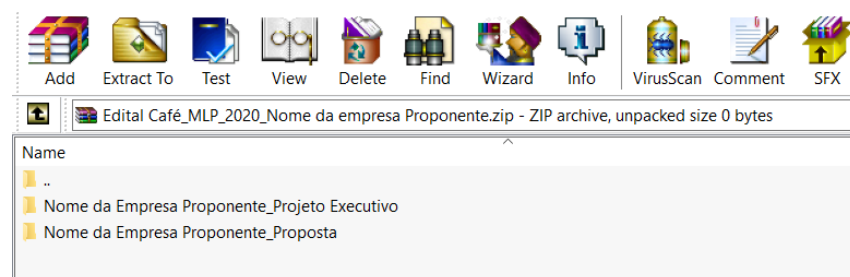 Add Extract To Test View Delete Find Wizard Info VirusScan Comment SFX
Edital Café_MLP_2020_Nome da empresa Proponente.zip - ZIP archive, unpacked size 0 bytes
Name
..
Nome da Empresa Proponente_Projeto Executivo
Nome da Empresa Proponente_Proposta